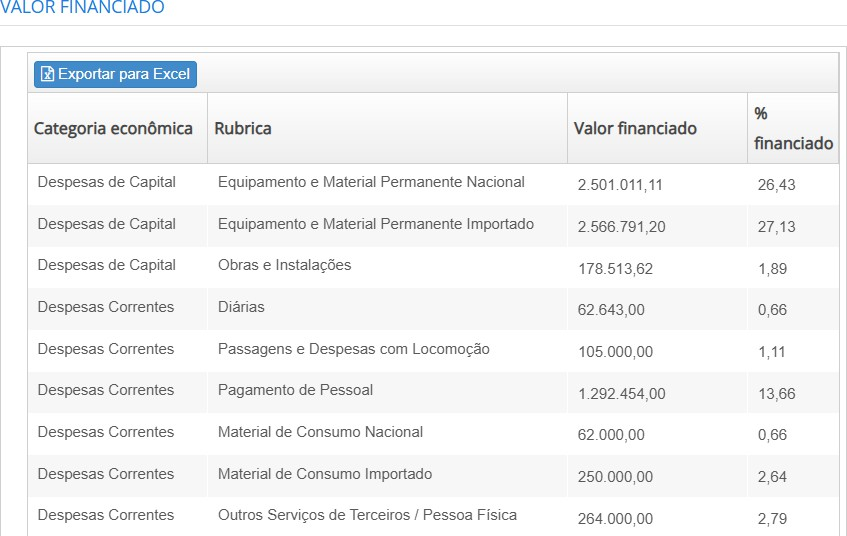 VALOR FINANCIADO
Exportar para Excel
Categoria econômica Rubrica Valor financiado % financiado
Despesas de Capital Equipamento e Material Permanente Nacional 2.501.011,11 26,43
Despesas de Capital Equipamento e Material Permanente Importado 2.566.791,20 27,13
Despesas de Capital Obras e Instalações 178.513,62 1,89
Despesas Correntes Diárias 62.643,00 0,66
Despesas Correntes Passagens e Despesas com Locomoção 105.000,00 1,11
Despesas Correntes Pagamento de Pessoal 1.292.454,00 13,66
Despesas Correntes Material de Consumo Nacional 62.000,00 0,66
Despesas Correntes Material de Consumo Importado 250.000,00 2,64
Despesas Correntes Outros Serviços de Terceiros / Pessoa Física 264.000,00 2,79